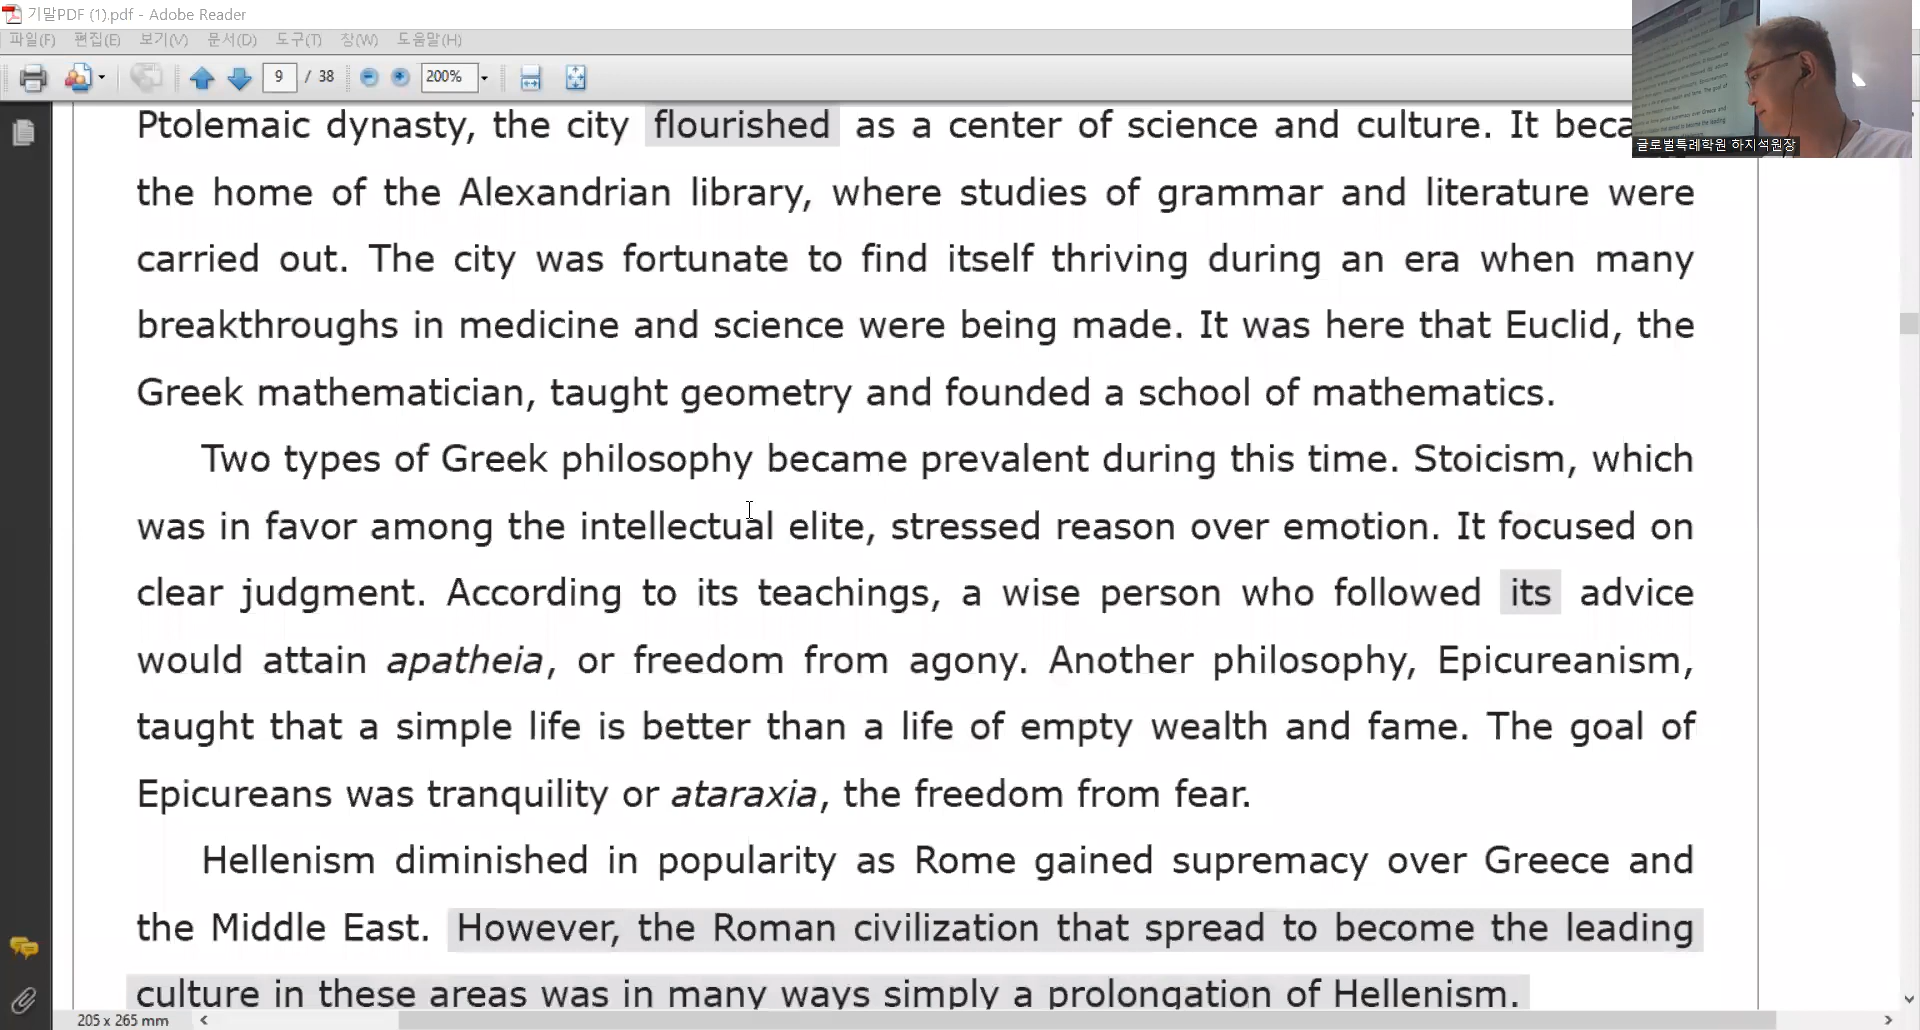 기말PDF (1).pdf - Adobe Reader
파일(F) 편집(E) 보기(V) 문서(D) 도구(T) 창(W) 도움말(H)
9 / 38 200%
글로벌특례학원 하지석원장
Ptolemaic dynasty, the city flourished as a center of science and culture. It
the home of the Alexandrian library, where studies of grammar and literature were
carried out. The city was fortunate to find itself thriving during an era when many
breakthroughs in medicine and science were being made. It was here that Euclid, the
Greek mathematician, taught geometry and founded a school of mathematics.
Two types of Greek philosophy became prevalent during this time. Stoicism, which
was in favor among the intellectual elite, stressed reason over emotion. It focused on
clear judgment. According to its teachings, a wise person who followed its advice
would attain apatheia, or freedom from agony. Another philosophy, Epicureanism,
taught that a simple life is better than a life of empty wealth and fame. The goal of
Epicureans was tranquility or ataraxia, the freedom from fear.
Hellenism diminished in popularity as Rome gained supremacy over Greece and
the Middle East. However, the Roman civilization that spread to become the leading
culture in these areas was in many ways simply a prolongation of Hellenism.
205 x 265 mm